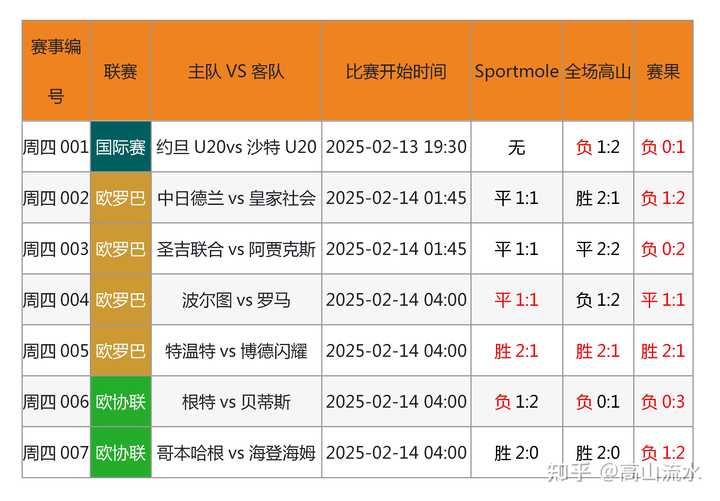 赛事编号 联赛 主队 VS 客队 比赛开始时间 Sportmole 全场高山 赛果
周四 001 国际赛 约旦 U20vs 沙特 U20 2025-02-13 19:30 无 负 1:2 负 0:1
周四 002 欧罗巴 中日德兰 vs 皇家社会 2025-02-14 01:45 平 1:1 胜 2:1 负 1:2
周四 003 欧罗巴 圣吉联合 vs 阿贾克斯 2025-02-14 01:45 平 1:1 平 2:2 负 0:2
周四 004 欧罗巴 波尔图 vs 罗马 2025-02-14 04:00 平 1:1 负 1:2 平 1:1
周四 005 欧罗巴 特温特 vs 博德闪耀 2025-02-14 04:00 胜 2:1 胜 2:1 胜 2:1
周四 006 欧协联 根特 vs 贝蒂斯 2025-02-14 04:00 负 1:2 负 0:1 负 0:3
周四 007 欧协联 哥本哈根 vs 海登海姆 2025-02-14 04:00 胜 2:0 胜 2:0 负 1:2
知乎 @高山流水